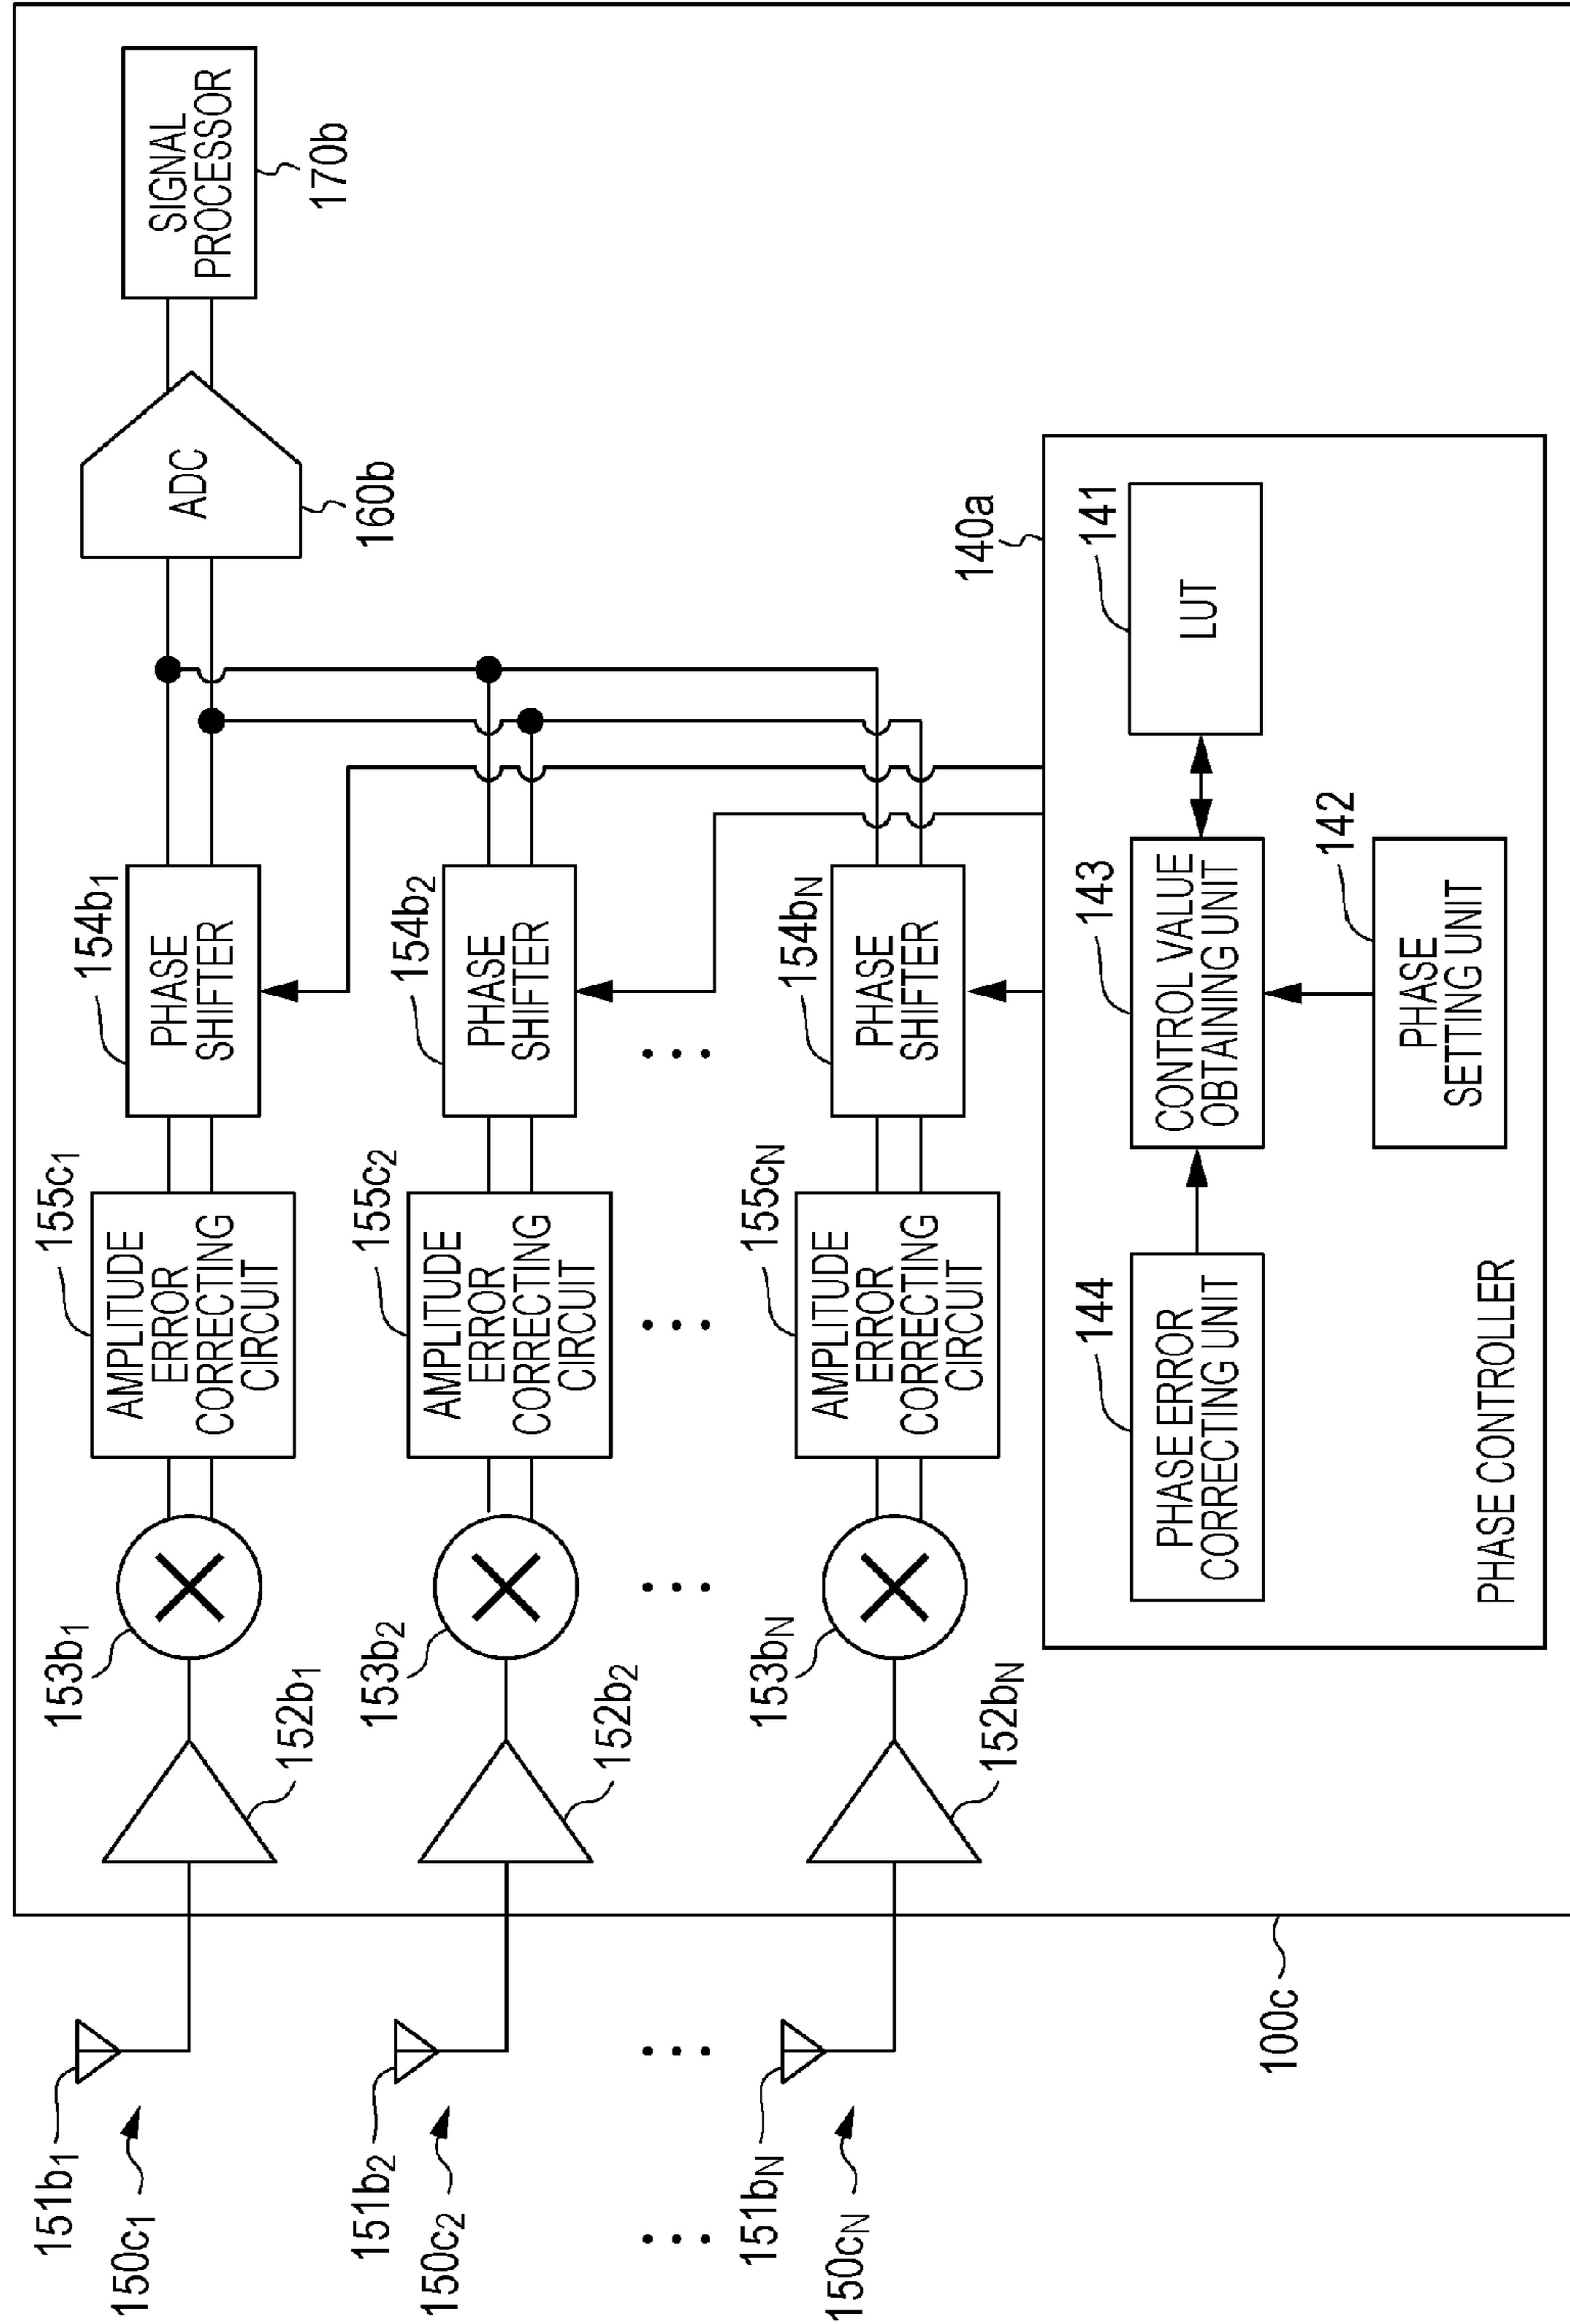 151b1
150c1
152b1
153b1
AMPLITUDE
ERROR
CORRECTING
CIRCUIT
155c1
PHASE
SHIFTER
154b1
ADC
160b
SIGNAL
PROCESSOR
170b
151b2
150c2
152b2
153b2
AMPLITUDE
ERROR
CORRECTING
CIRCUIT
155c2
PHASE
SHIFTER
154b2
...
...
...
...
...
151bN
150cN
152bN
153bN
AMPLITUDE
ERROR
CORRECTING
CIRCUIT
155cN
PHASE
SHIFTER
154bN
140a
144
PHASE ERROR
CORRECTING UNIT
143
CONTROL VALUE
OBTAINING UNIT
141
LUT
142
PHASE
SETTING UNIT
PHASE CONTROLLER
100c